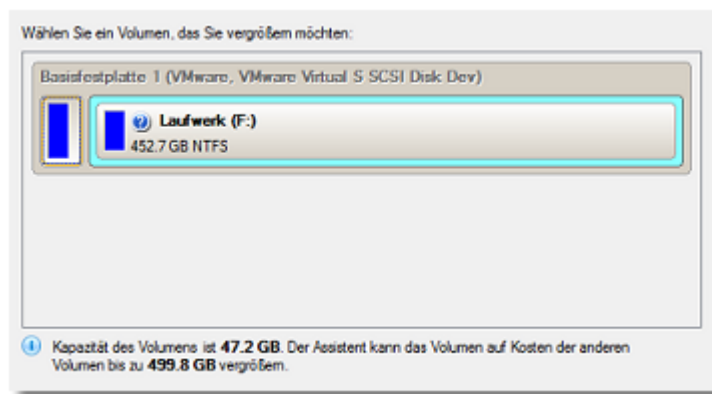 Wählen Sie ein Volumen, das Sie vergrößern möchten:
Basisfestplatte 1 (VMware, VMware Virtual S SCSI Disk Dev)
Laufwerk (F:)
452.7 GB NTFS
Kapazität des Volumens ist 47.2 GB. Der Assistent kann das Volumen auf Kosten der anderen
Volumen bis zu 499.8 GB vergrößern.